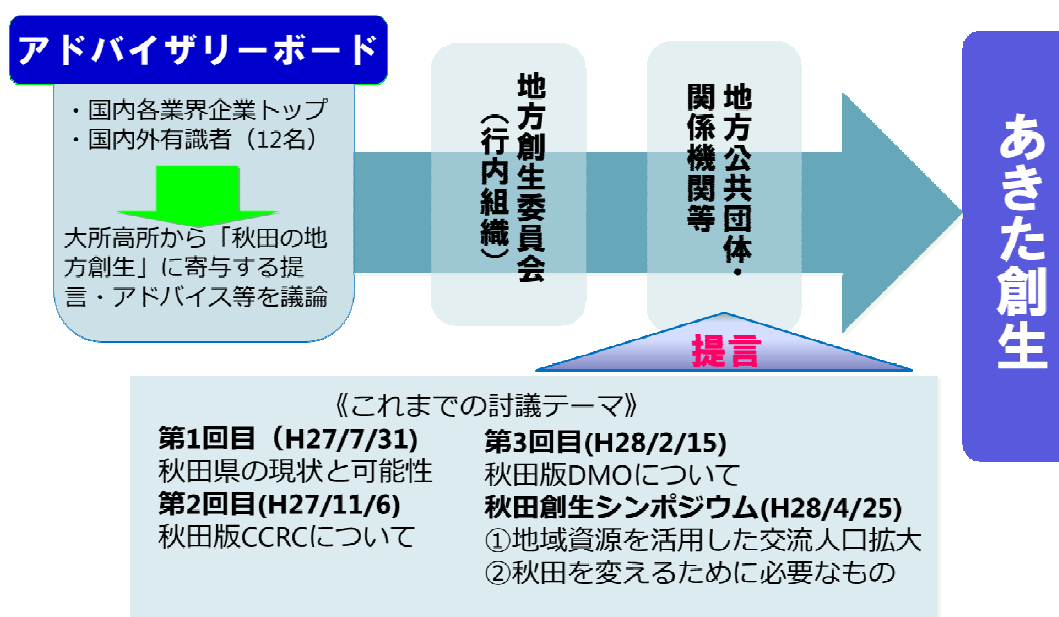 アドバイザリーボード
・国内各業界企業トップ
・国内外有識者（12名）
大所高所から「秋田の地
方創生」に寄与する提
言・アドバイス等を議論
地方創生委員会
（行内組織）
地方公共団体・
関係機関等
あきた創生
提言
《これまでの討議テーマ》
第1回目（H27/7/31)
秋田県の現状と可能性
第2回目(H27/11/6)
秋田版CCRCについて
第3回目(H28/2/15)
秋田版DMOについて
秋田創生シンポジウム(H28/4/25)
①地域資源を活用した交流人口拡大
②秋田を変えるために必要なもの